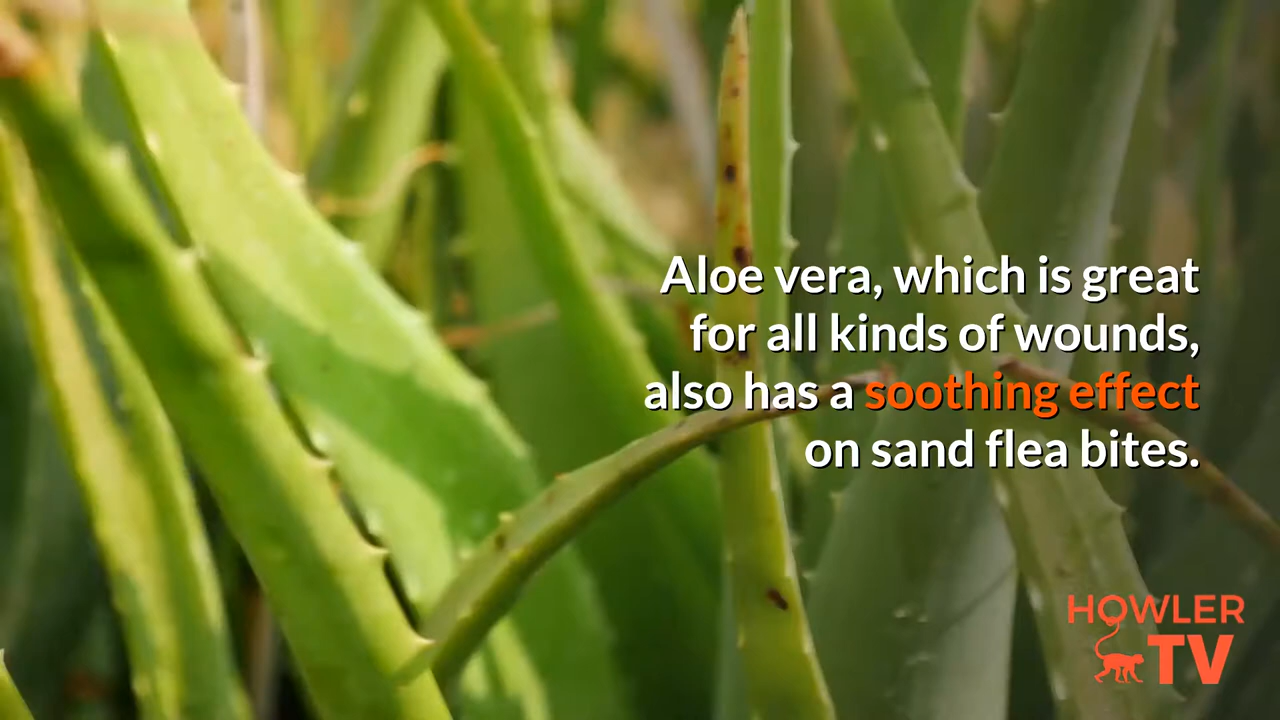 Aloe vera, which is great
for all kinds of wounds,
also has a soothing effect
on sand flea bites.
HOWLER
TV